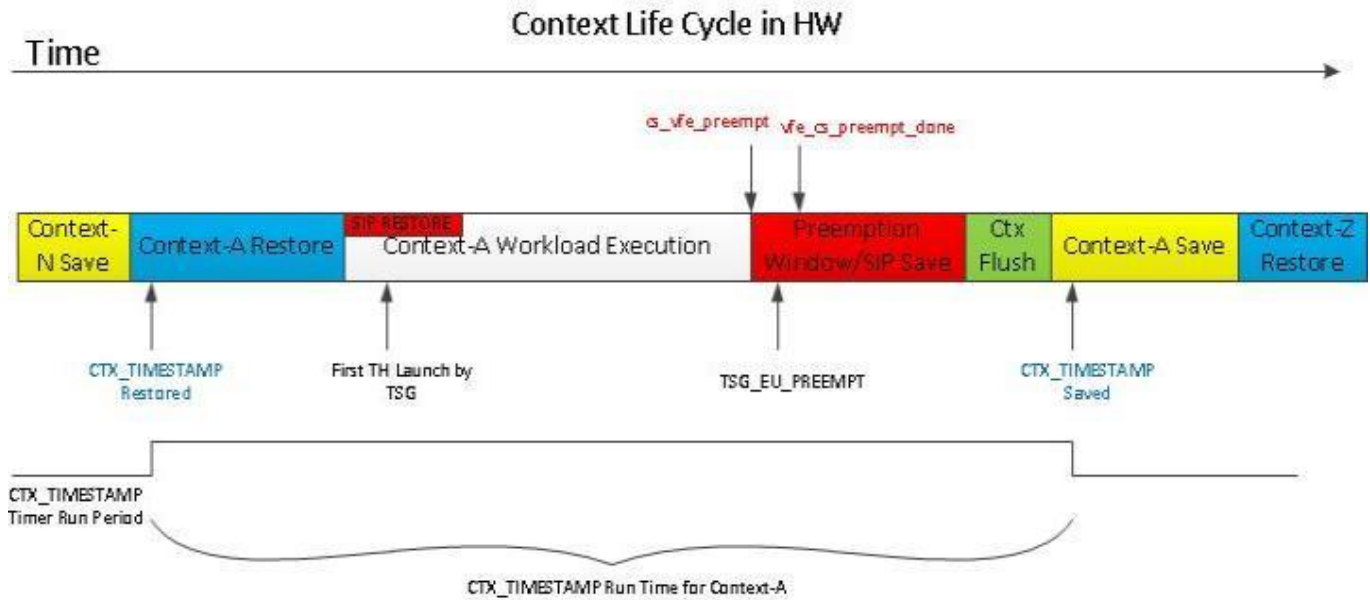 Context Life Cycle in HW
Time
cs_vfe_preempt
vfe_cs_preempt_done
Context-
N Save
Context-A Restore
SIP RESTORE
Context-A Workload Execution
Preemption
Window/SIP Save
Ctx
Flush
Context-A Save
Context-Z
Restore
CTX_TIMESTAMP
Restored
First TH Launch by
TSG
TSG_EU_PREEMPT
CTX_TIMESTAMP
Saved
CTX_TIMESTAMP
Timer Run Period
CTX_TIMESTAMP Run Time for Context-A